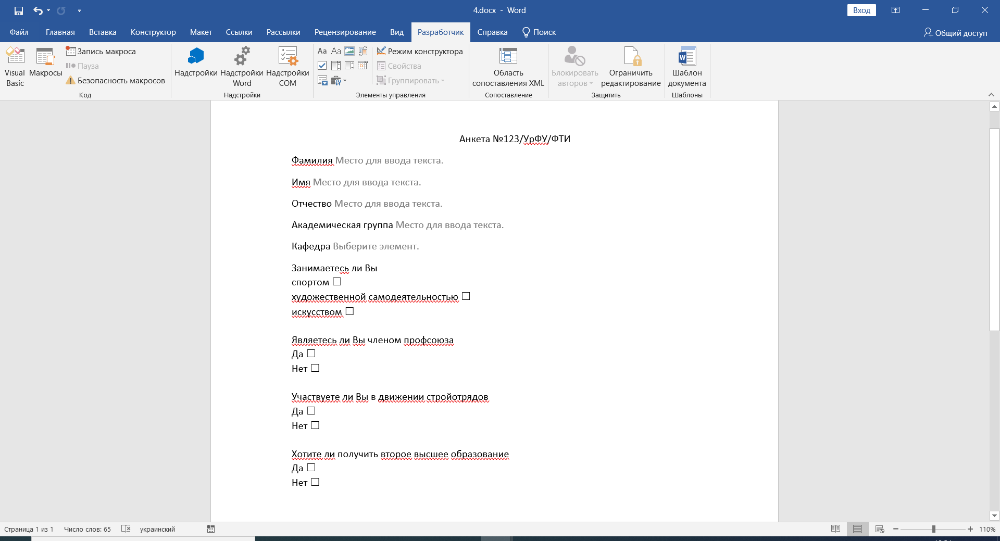 4.docx - Word
Вход
Файл Главная Вставка Конструктор Макет Ссылки Рассылки Рецензирование Вид Разработчик Справка Поиск Общий доступ
Visual Basic
Макросы
Запись макроса
Пауза
Безопасность макросов
Код
Надстройки
Надстройки Word
Надстройки COM
Надстройки
Aa Aa
Режим конструктора
Свойства
Группировать
Элементы управления
Область сопоставления XML
Сопоставление
Блокировать авторов
Ограничить редактирование
Защитить
Шаблон документа
Шаблоны
Анкета №123/УрФУ/ФТИ
Фамилия Место для ввода текста.
Имя Место для ввода текста.
Отчество Место для ввода текста.
Академическая группа Место для ввода текста.
Кафедра Выберите элемент.
Занимаетесь ли Вы
спортом ☐
художественной самодеятельностью ☐
искусством ☐
Являетесь ли Вы членом профсоюза
Да ☐
Нет ☐
Участвуете ли Вы в движении стройотрядов
Да ☐
Нет ☐
Хотите ли получить второе высшее образование
Да ☐
Нет ☐
Страница 1 из 1 Число слов: 65 украинский 110%